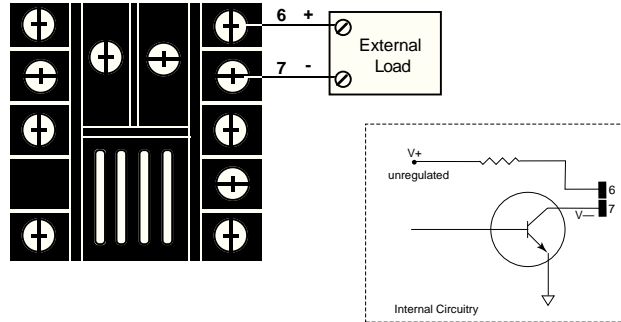 6 +
7 -
External
Load
V+
unregulated
6
7
V—
Internal Circuitry